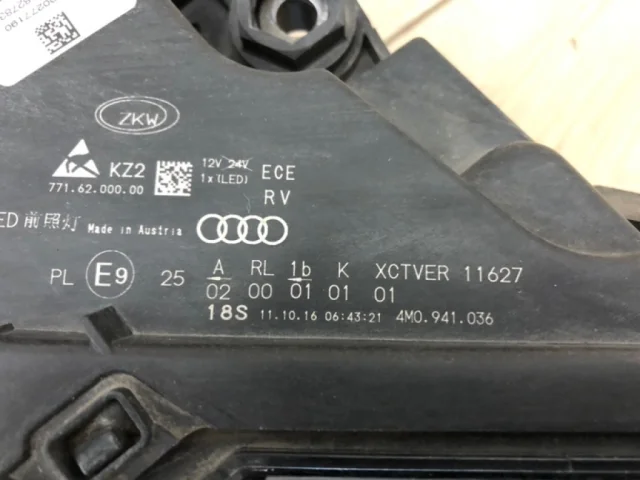 ZKW
KZ2
12V 24V
1x(LED)
ECE
RV
771.62.000.00
ED 前照灯 Made in Austria
PL E9 25 A RL 1b K XCTVER 11627
02 00 01 01 01
18S 11.10.16 06:43:21 4M0.941.036